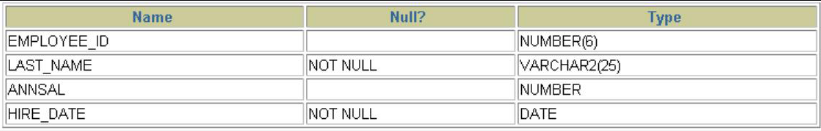 Name Null? Type
EMPLOYEE_ID NUMBER(6)
LAST_NAME NOT NULL VARCHAR2(25)
ANNSAL NUMBER
HIRE_DATE NOT NULL DATE